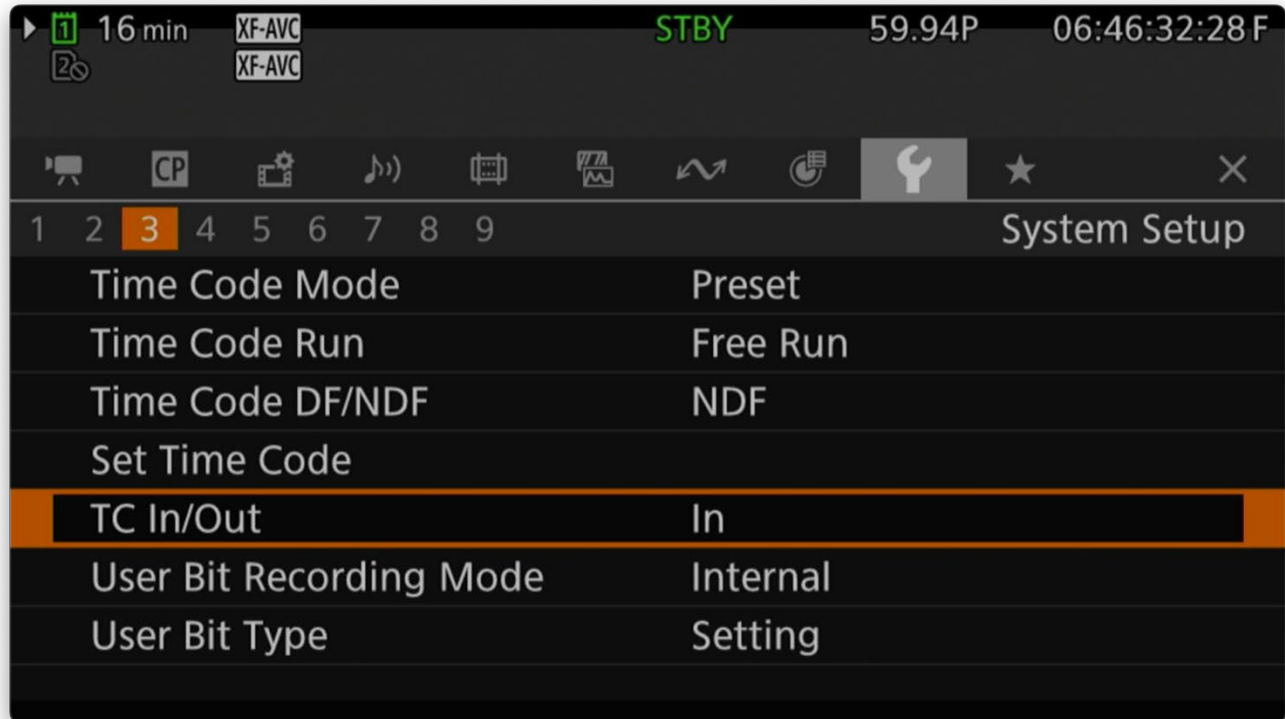 1 16 min XF-AVC STBY 59.94P 06:46:32:28 F
2 XF-AVC
CP
1 2 3 4 5 6 7 8 9 System Setup
Time Code Mode Preset
Time Code Run Free Run
Time Code DF/NDF NDF
Set Time Code
TC In/Out In
User Bit Recording Mode Internal
User Bit Type Setting